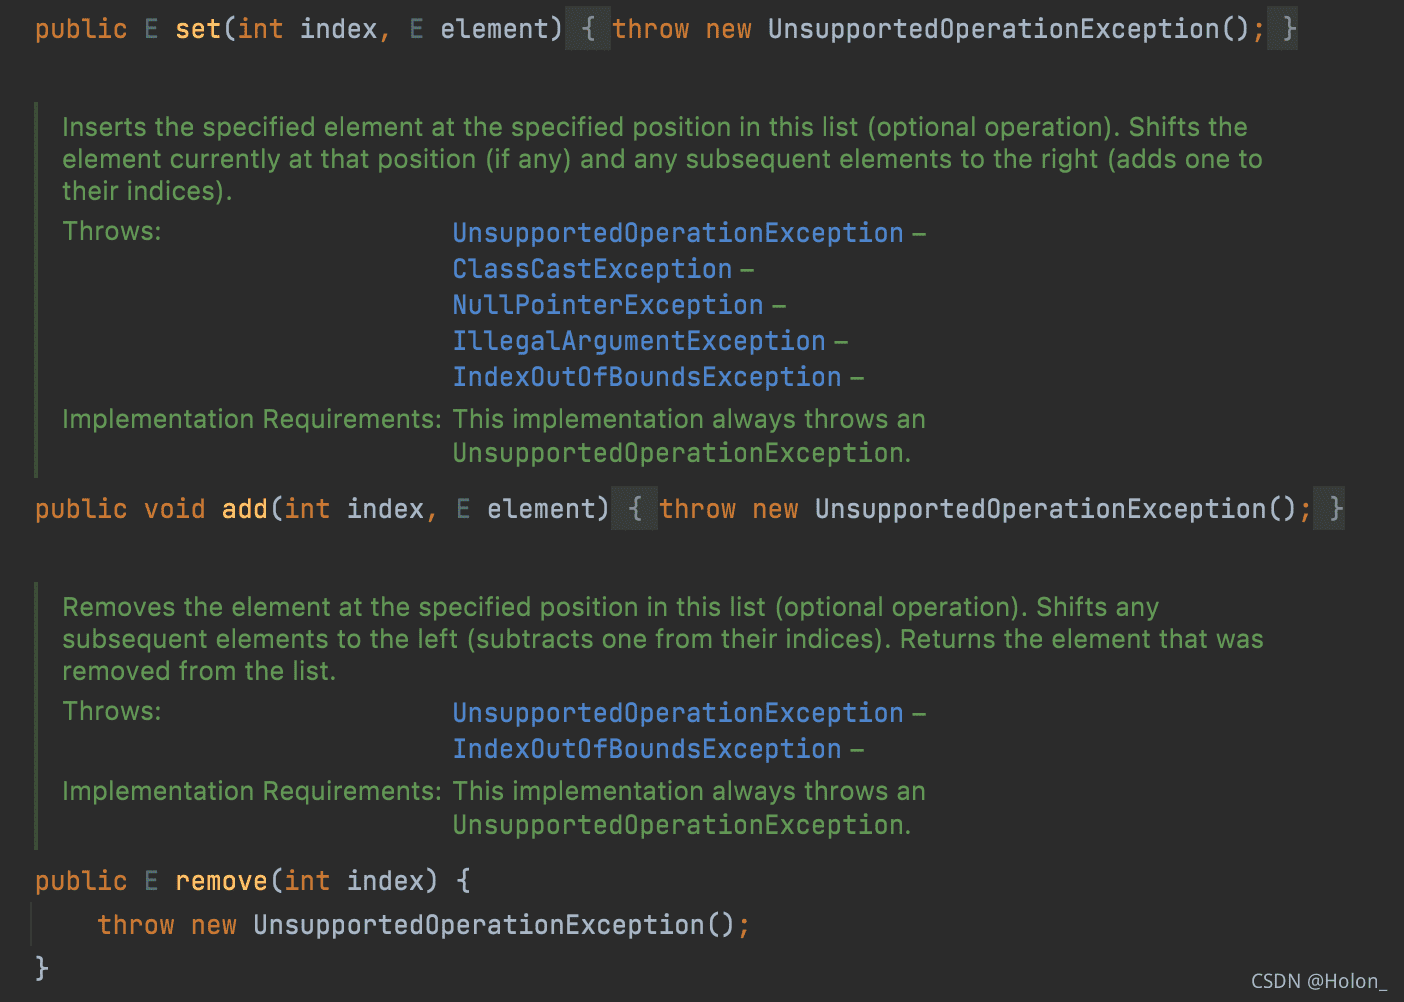 public E set(int index, E element) { throw new UnsupportedOperationException(); }
Inserts the specified element at the specified position in this list (optional operation). Shifts the
element currently at that position (if any) and any subsequent elements to the right (adds one to
their indices).
Throws: UnsupportedOperationException –
ClassCastException –
NullPointerException –
IllegalArgumentException –
IndexOutOfBoundsException –
Implementation Requirements: This implementation always throws an
UnsupportedOperationException.
public void add(int index, E element) { throw new UnsupportedOperationException(); }
Removes the element at the specified position in this list (optional operation). Shifts any
subsequent elements to the left (subtracts one from their indices). Returns the element that was
removed from the list.
Throws: UnsupportedOperationException –
IndexOutOfBoundsException –
Implementation Requirements: This implementation always throws an
UnsupportedOperationException.
public E remove(int index) {
throw new UnsupportedOperationException();
}
CSDN @Holon_